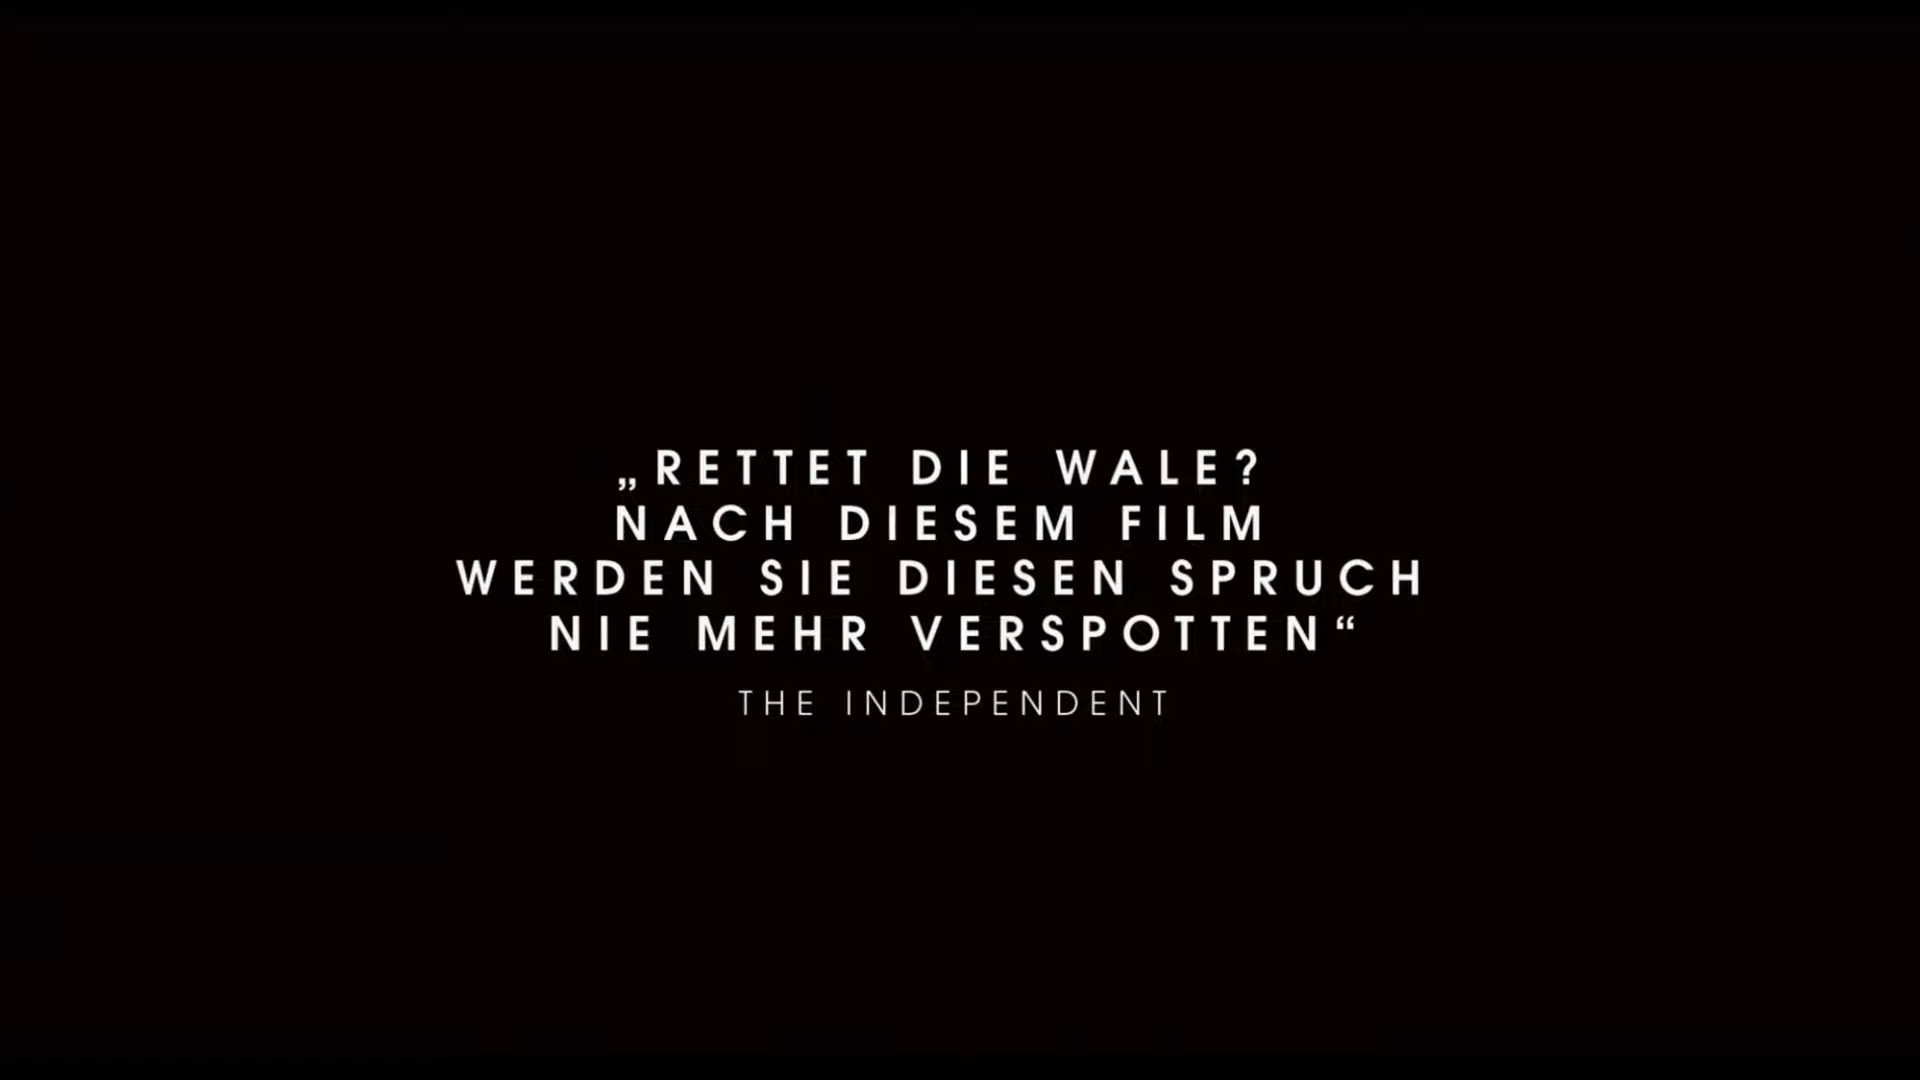 „RETTET DIE WALE?
NACH DIESEM FILM
WERDEN SIE DIESEN SPRUCH
NIE MEHR VERSPOTTEN“
THE INDEPENDENT